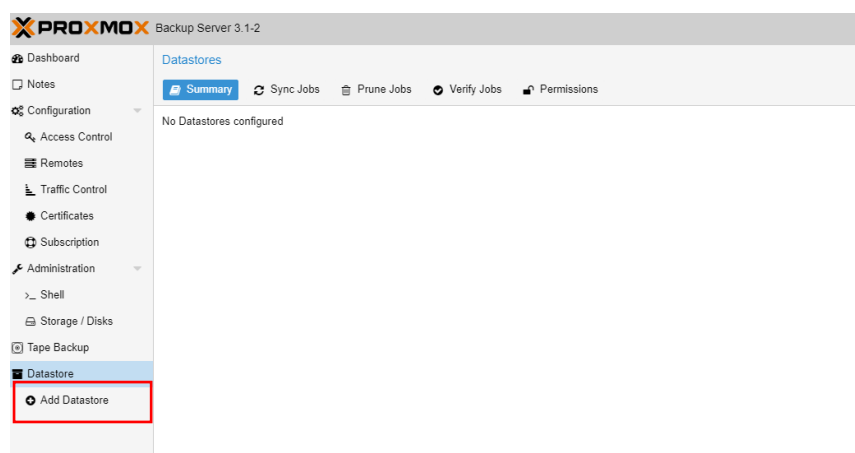 PROXMOX Backup Server 3.1-2
Dashboard
Notes
Configuration
Access Control
Remotes
Traffic Control
Certificates
Subscription
Administration
Shell
Storage / Disks
Tape Backup
Datastore
Add Datastore
Datastores
Summary Sync Jobs Prune Jobs Verify Jobs Permissions
No Datastores configured